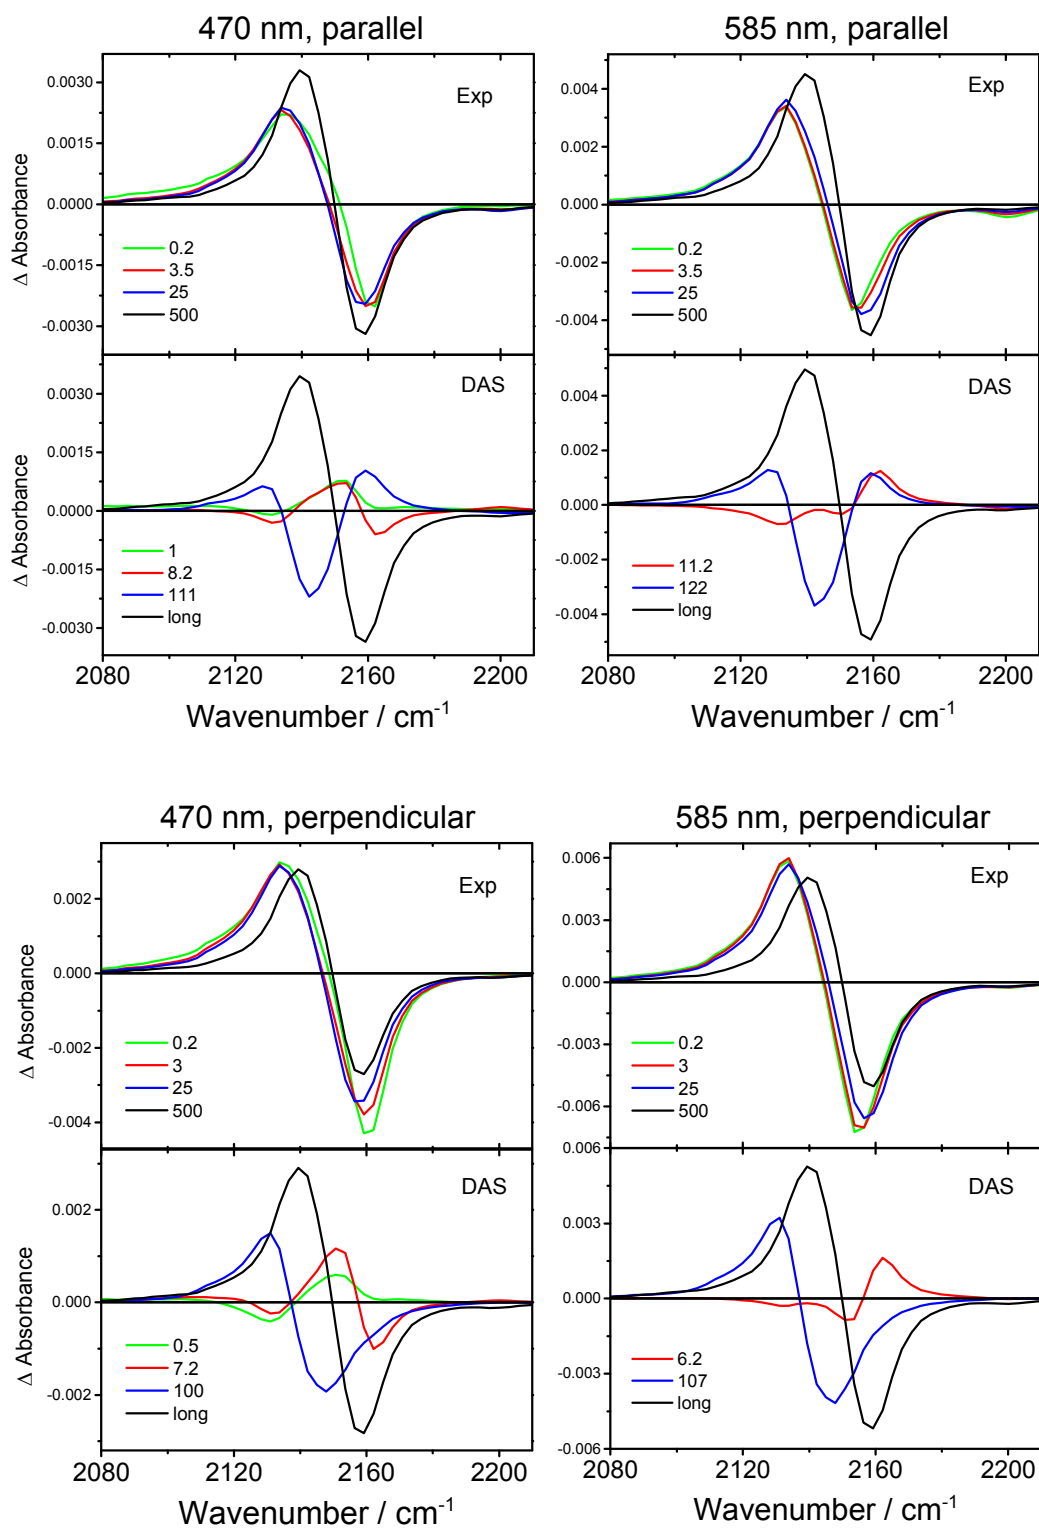 470 nm, parallel
Δ Absorbance
0.0030
0.0015
0.0000
-0.0015
-0.0030
Exp
0.2
3.5
25
500
Δ Absorbance
0.0030
0.0015
0.0000
-0.0015
-0.0030
DAS
1
8.2
111
long
2080 2120 2160 2200
Wavenumber / cm⁻¹
585 nm, parallel
0.004
0.002
0.000
-0.002
-0.004
Exp
0.2
3.5
25
500
0.004
0.002
0.000
-0.002
-0.004
DAS
11.2
122
long
2080 2120 2160 2200
Wavenumber / cm⁻¹
470 nm, perpendicular
Δ Absorbance
0.002
0.000
-0.002
-0.004
Exp
0.2
3
25
500
Δ Absorbance
0.002
0.000
-0.002
DAS
0.5
7.2
100
long
2080 2120 2160 2200
Wavenumber / cm⁻¹
585 nm, perpendicular
0.006
0.003
0.000
-0.003
-0.006
Exp
0.2
3
25
500
0.006
0.003
0.000
-0.003
-0.006
DAS
6.2
107
long
2080 2120 2160 2200
Wavenumber / cm⁻¹